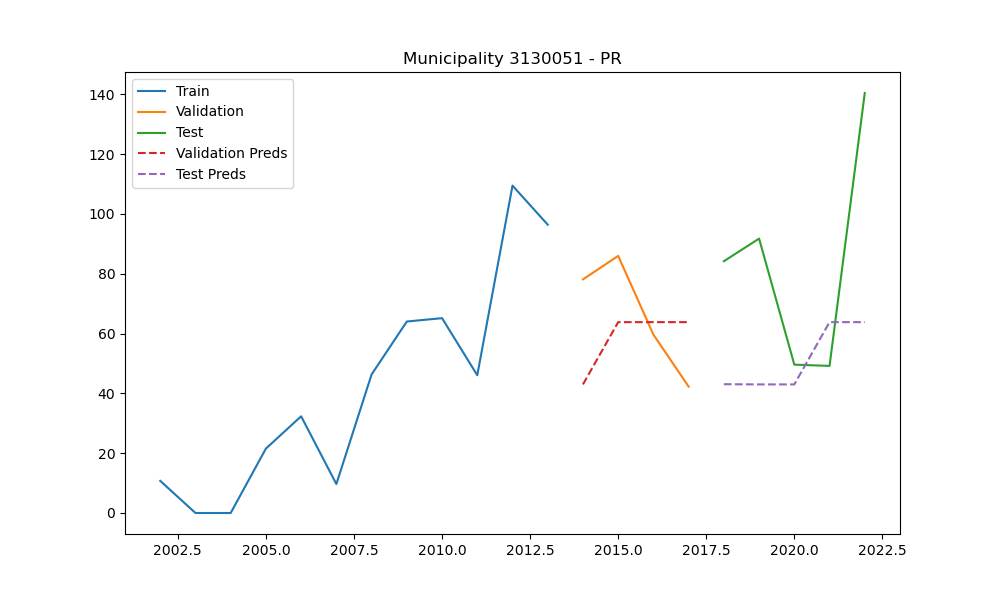 Municipality 3130051 - PR
Train
Validation
Test
Validation Preds
Test Preds
140
120
100
80
60
40
20
0
2002.5 2005.0 2007.5 2010.0 2012.5 2015.0 2017.5 2020.0 2022.5